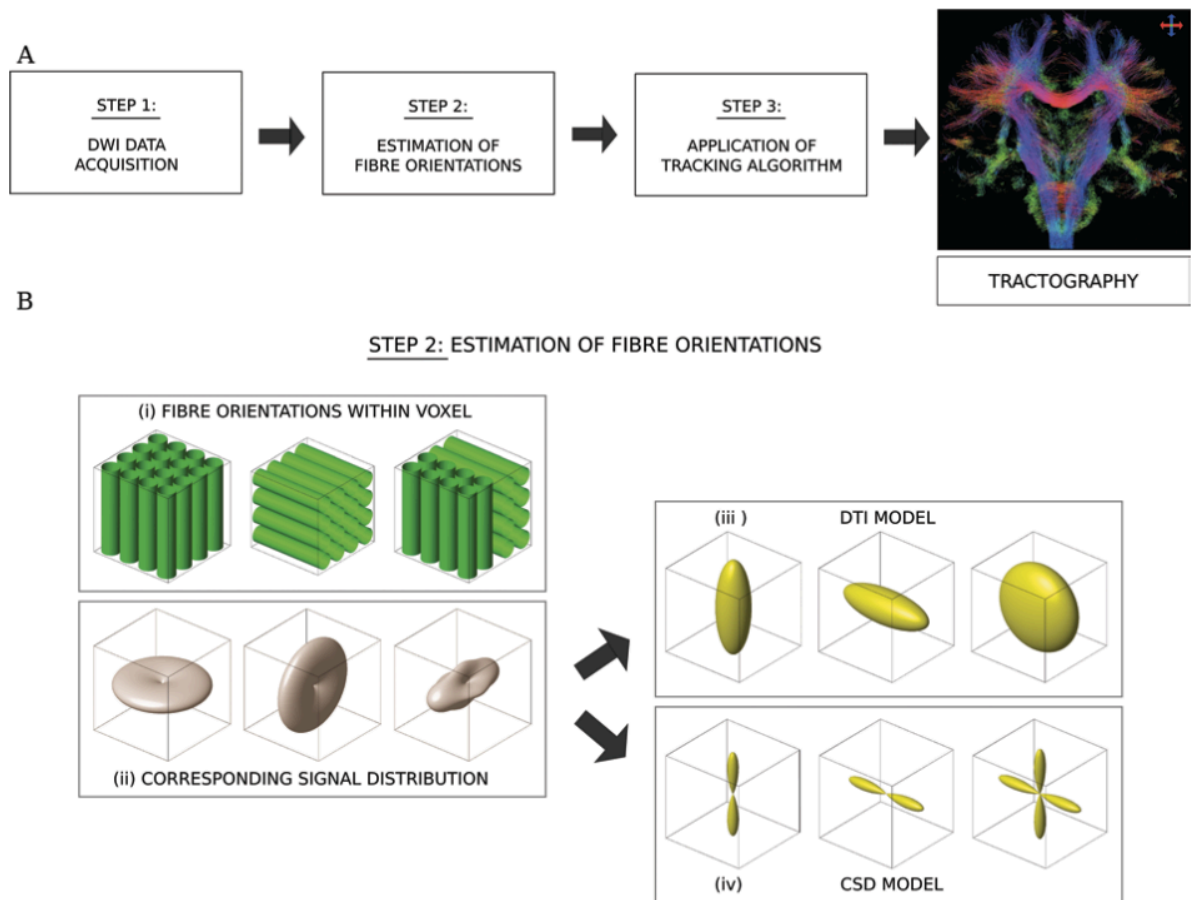 A
STEP 1:
DWI DATA
ACQUISITION
STEP 2:
ESTIMATION OF
FIBRE ORIENTATIONS
STEP 3:
APPLICATION OF
TRACKING ALGORITHM
TRACTOGRAPHY
B
STEP 2: ESTIMATION OF FIBRE ORIENTATIONS
(i) FIBRE ORIENTATIONS WITHIN VOXEL
(ii) CORRESPONDING SIGNAL DISTRIBUTION
(iii ) DTI MODEL
(iv) CSD MODEL